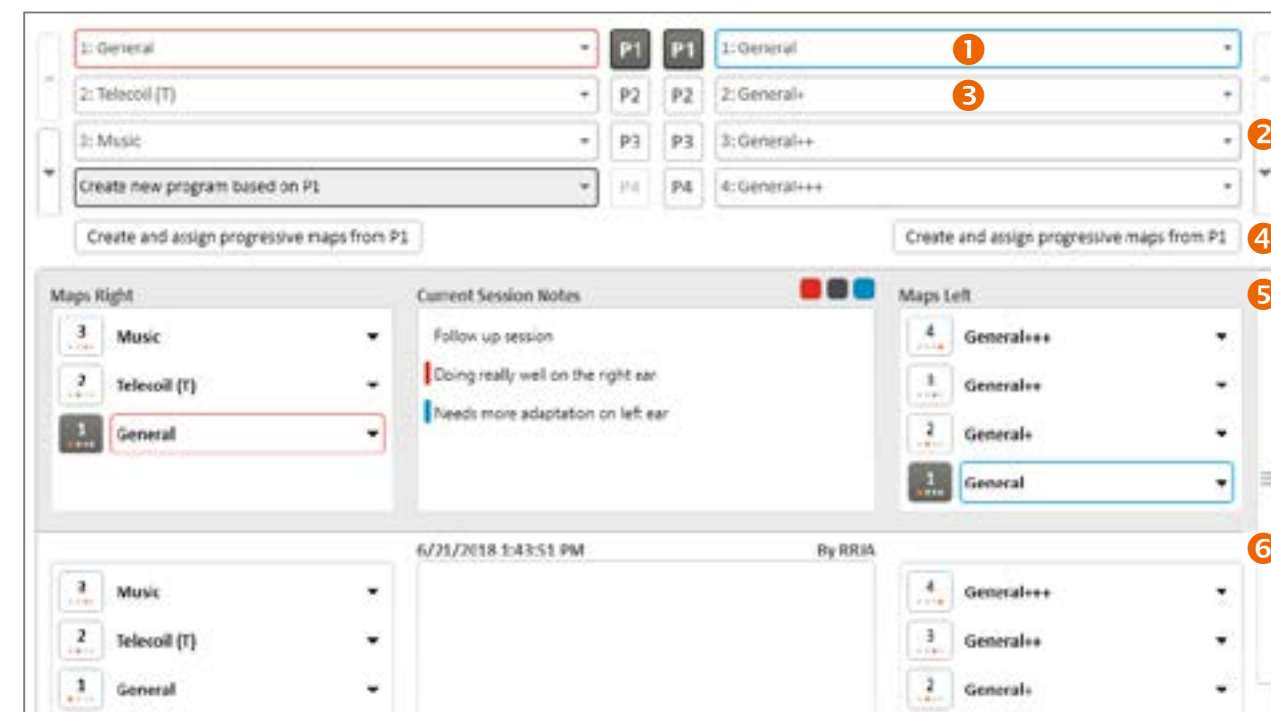 1: General P1 P1 1: General 1
2: Telecoil (T) P2 P2 2: General+ 3
3: Music P3 P3 3: General++ 2
Create new program based on P1 P4 P4 4: General+++
Create and assign progressive maps from P1 Create and assign progressive maps from P1 4
Maps Right Current Session Notes Maps Left 5
3 Music Follow up session 4 General+++
2 Telecoil (T) Doing really well on the right ear General++
1 General Needs more adaptation on left ear 2 General+
1 General
6/21/2018 1:43:51 PM By RRJA 6
3 Music 4 General+++
2 Telecoil (T) 3 General++
1 General 2 General+